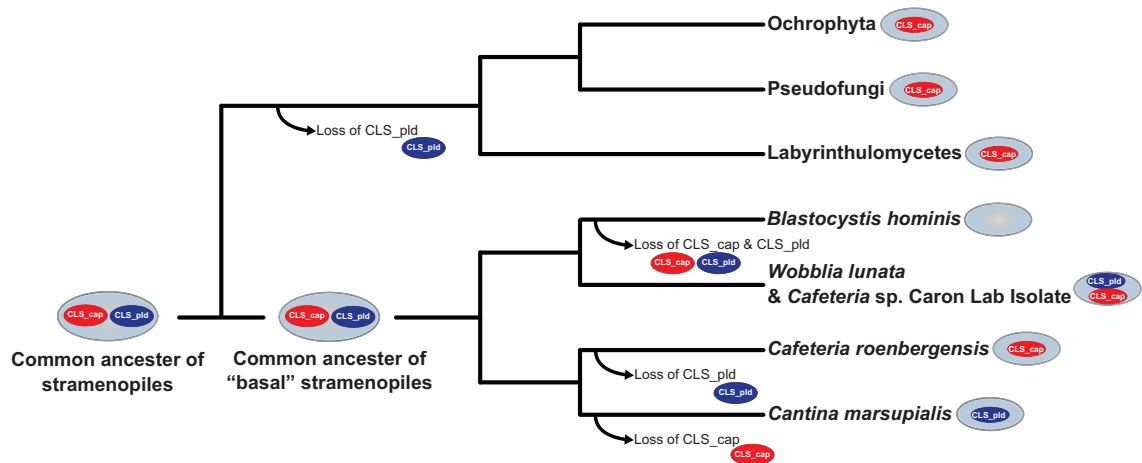 Ochrophyta CLS_cap
Pseudofungi CLS_cap
Loss of CLS_pld
CLS_pld
Labyrinthulomycetes CLS_cap
Blastocystis hominis
Loss of CLS_cap & CLS_pld
CLS_cap CLS_pld
Wobblia lunata
& Cafeteria sp. Caron Lab Isolate
CLS_pld
CLS_cap
CLS_cap CLS_pld
Common ancester of
stramenopiles
CLS_cap CLS_pld
Common ancester of
“basal” stramenopiles
Cafeteria roenbergensis CLS_cap
Loss of CLS_pld
CLS_pld
Cantina marsupialis CLS_pld
Loss of CLS_cap
CLS_cap